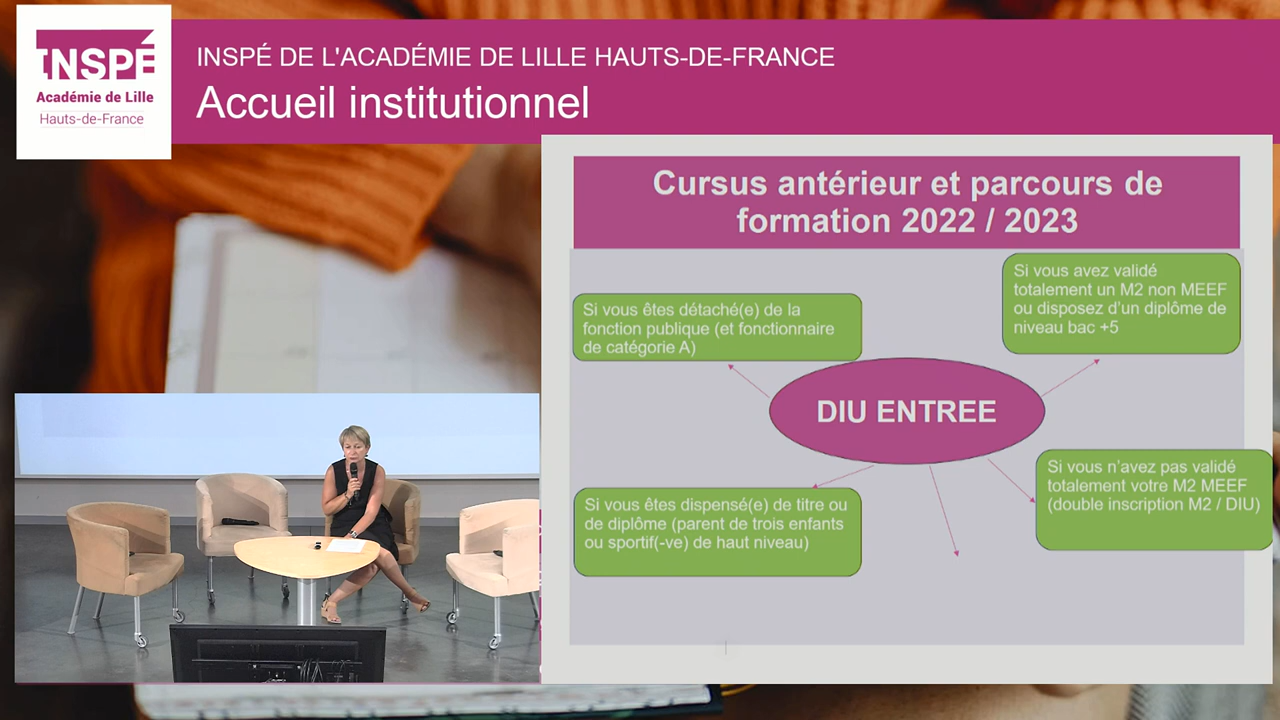 INSPÉ
Académie de Lille
Hauts-de-France
INSPÉ DE L'ACADÉMIE DE LILLE HAUTS-DE-FRANCE
Accueil institutionnel
Cursus antérieur et parcours de
formation 2022 / 2023
Si vous êtes détaché(e) de la
fonction publique (et fonctionnaire
de catégorie A)
Si vous avez validé
totalement un M2 non MEEF
ou disposez d'un diplôme de
niveau bac +5
DIU ENTREE
Si vous êtes dispensé(e) de titre ou
de diplôme (parent de trois enfants
ou sportif(-ve) de haut niveau)
Si vous n'avez pas validé
totalement votre M2 MEEF
(double inscription M2 / DIU)